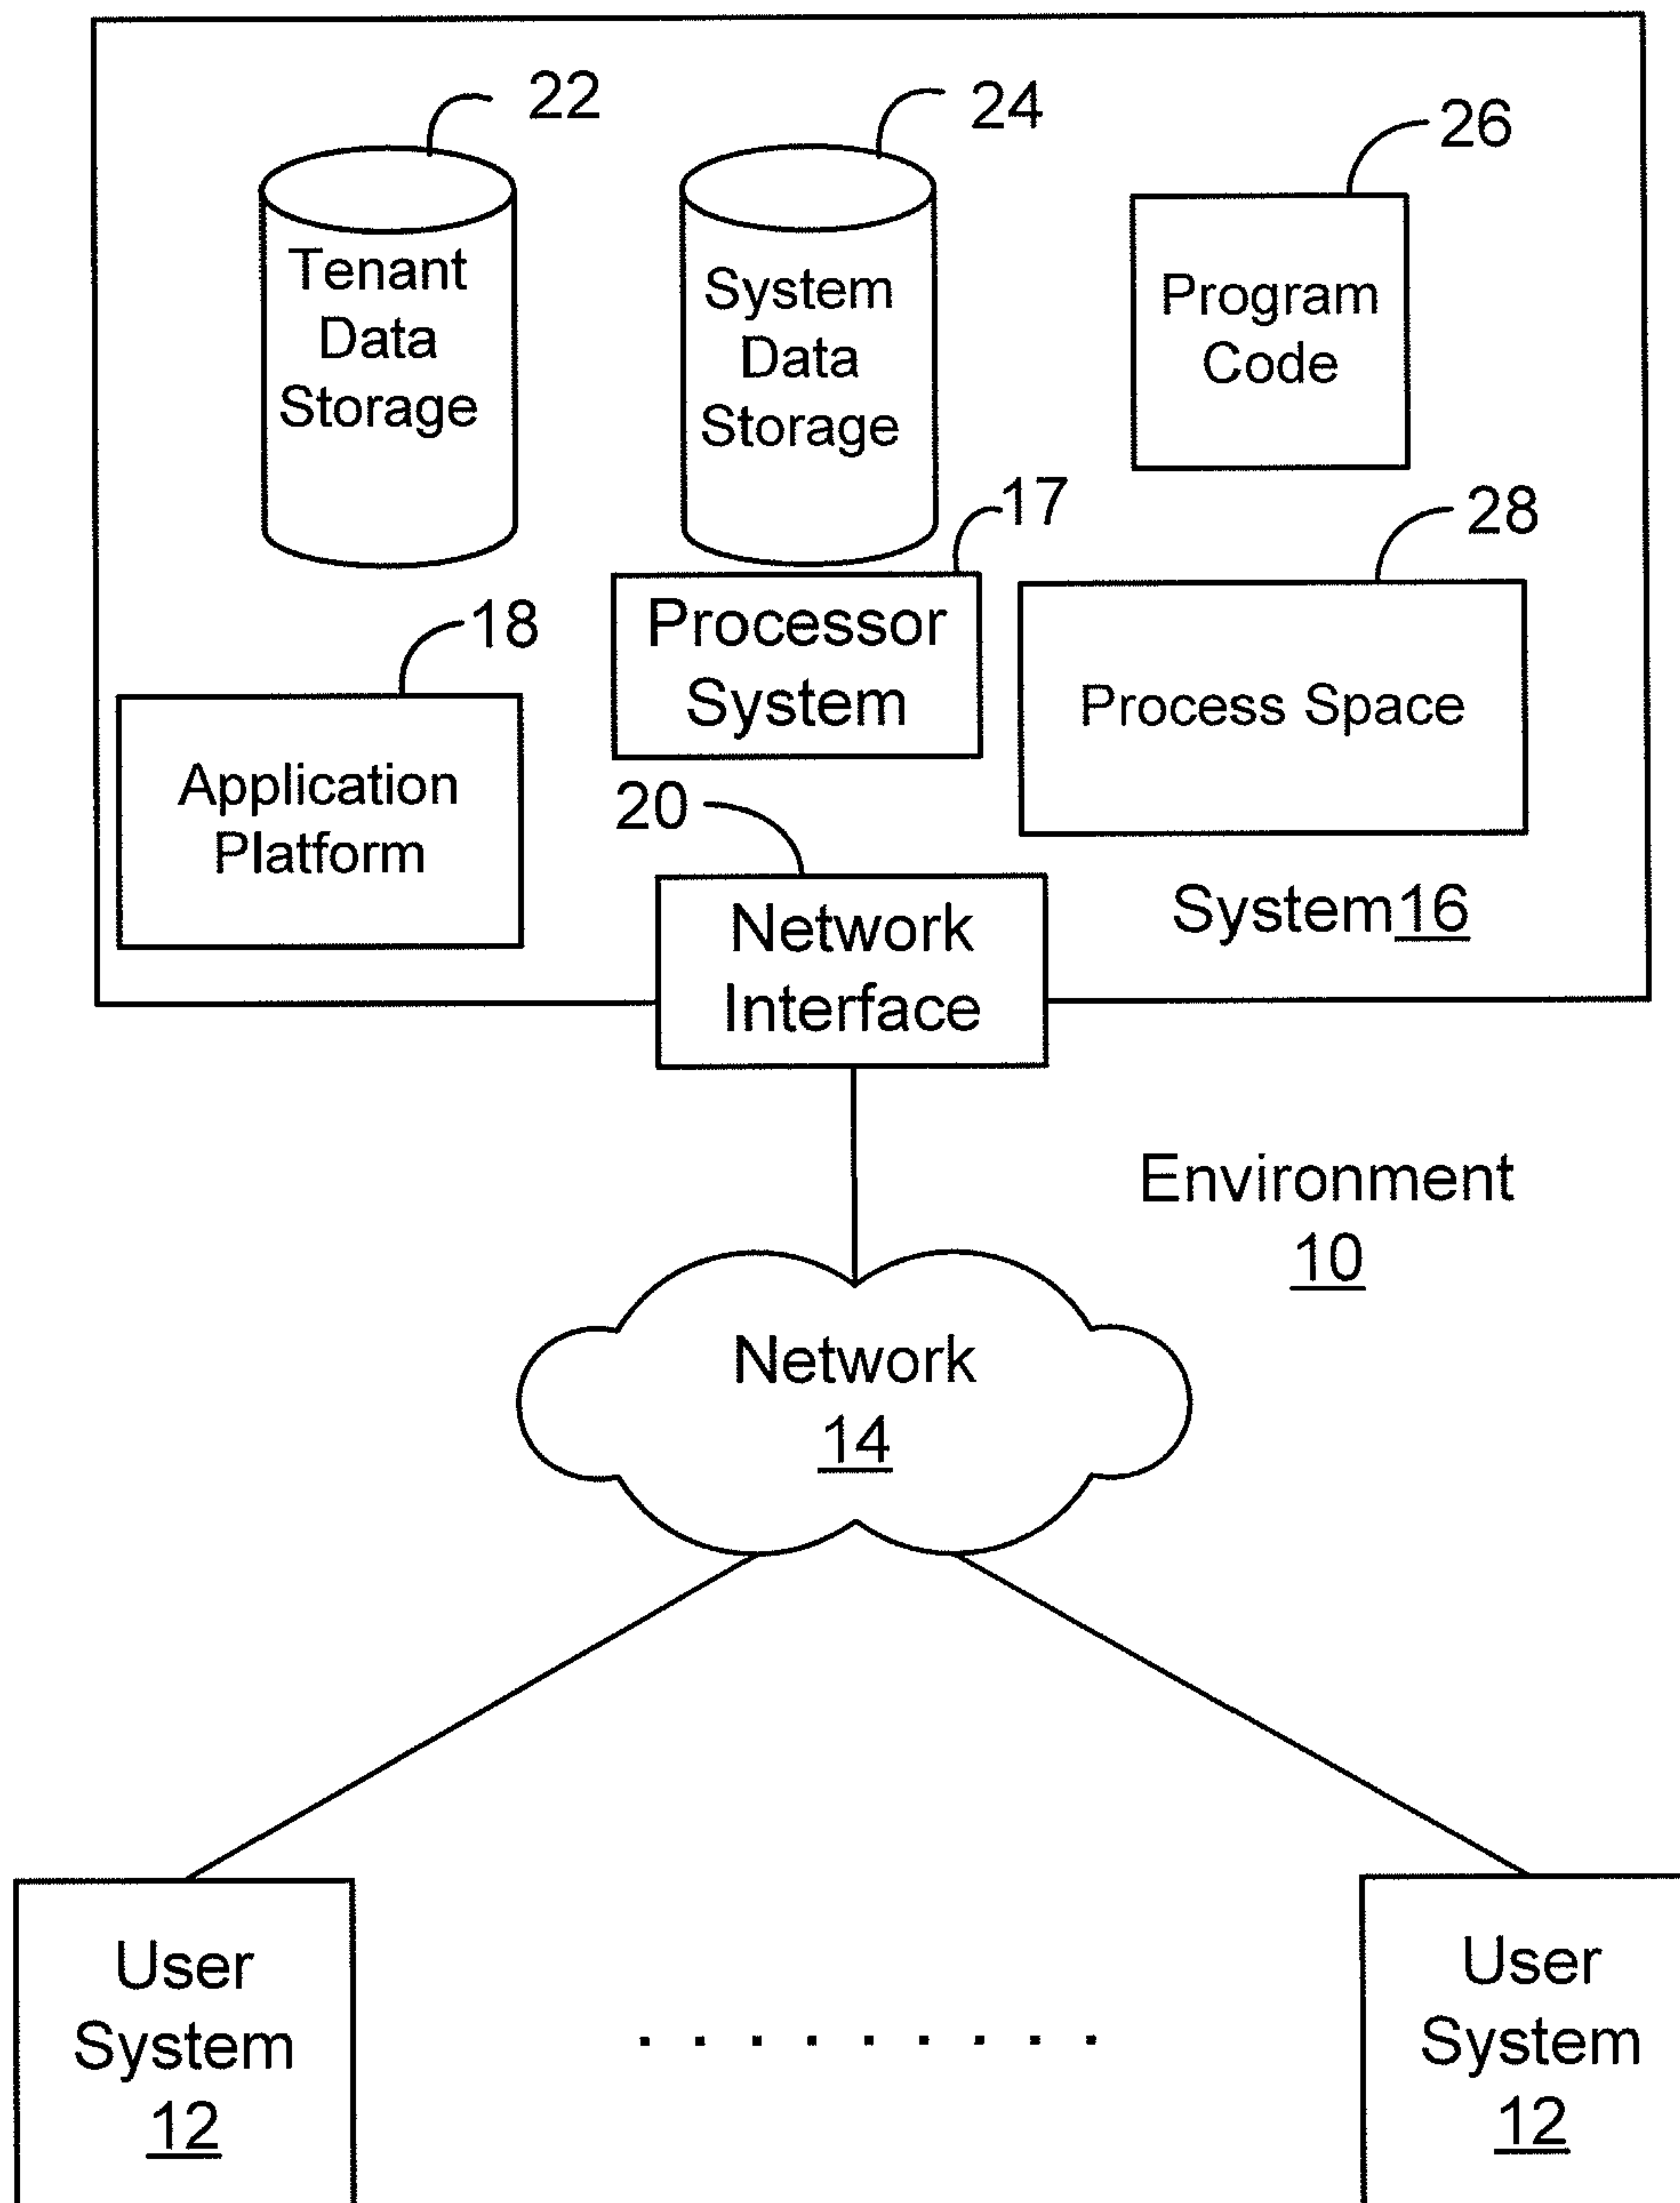 22
24
26
Tenant
Data
Storage
System
Data
Storage
Program
Code
17
28
18
Processor
System
Process Space
Application
Platform
20
Network
Interface
System16
Environment
10
Network
14
User
System
12
User
System
12